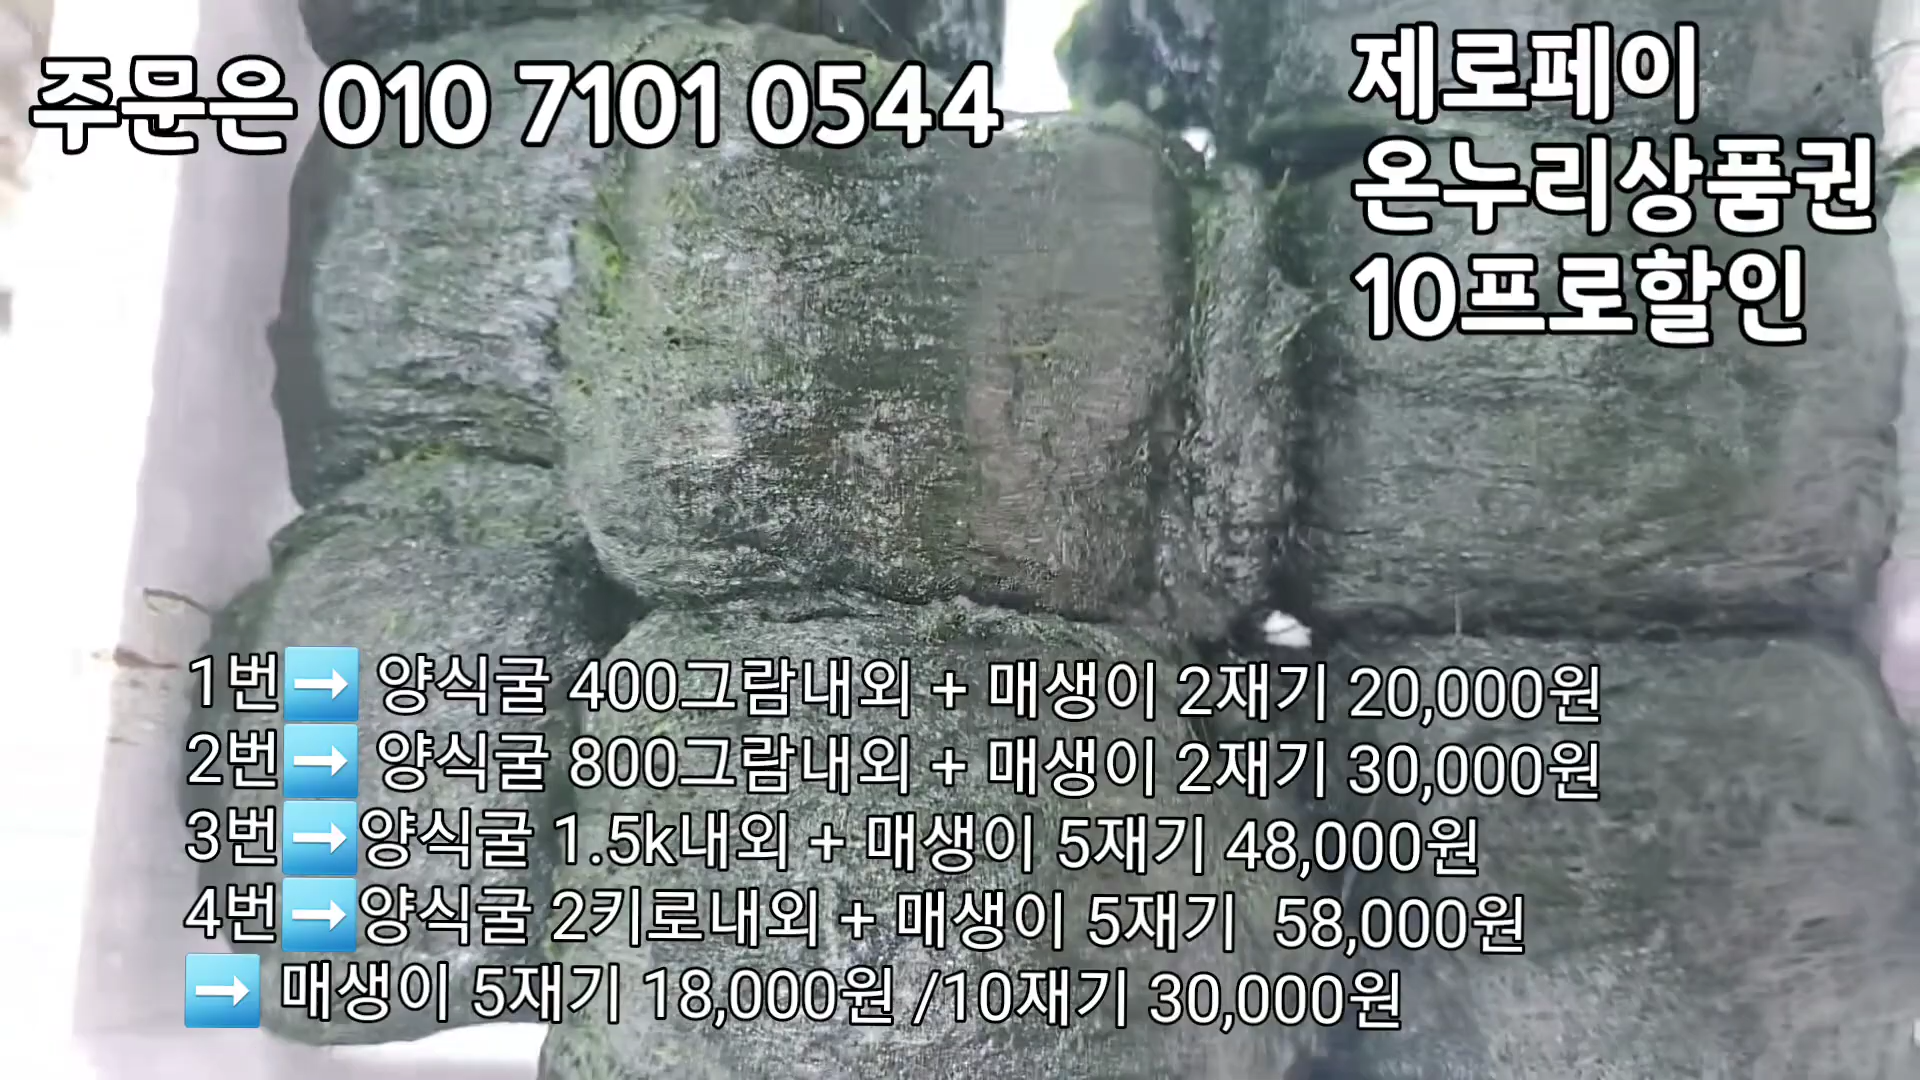 주문은 010 7101 0544
제로페이
온누리상품권
10프로할인
1번➡ 양식굴 400그람내외 + 매생이 2재기 20,000원
2번➡ 양식굴 800그람내외 + 매생이 2재기 30,000원
3번➡양식굴 1.5k내외 + 매생이 5재기 48,000원
4번➡양식굴 2키로내외 + 매생이 5재기 58,000원
➡ 매생이 5재기 18,000원 /10재기 30,000원